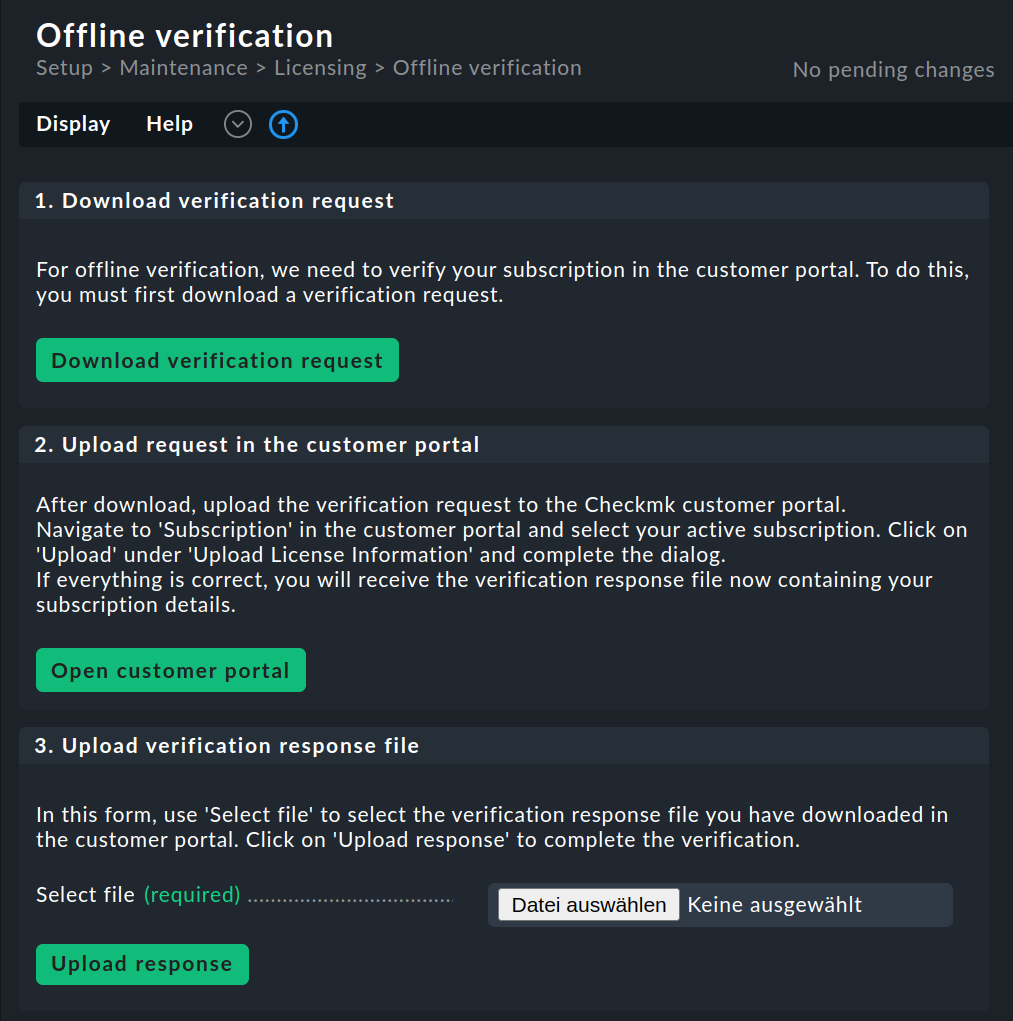 Offline verification
Setup > Maintenance > Licensing > Offline verification
No pending changes
Display Help
1. Download verification request
For offline verification, we need to verify your subscription in the customer portal. To do this,
you must first download a verification request.
Download verification request
2. Upload request in the customer portal
After download, upload the verification request to the Checkmk customer portal.
Navigate to 'Subscription' in the customer portal and select your active subscription. Click on
'Upload' under 'Upload License Information' and complete the dialog.
If everything is correct, you will receive the verification response file now containing your
subscription details.
Open customer portal
3. Upload verification response file
In this form, use 'Select file' to select the verification response file you have downloaded in
the customer portal. Click on 'Upload response' to complete the verification.
Select file (required) Datei auswählen Keine ausgewählt
Upload response